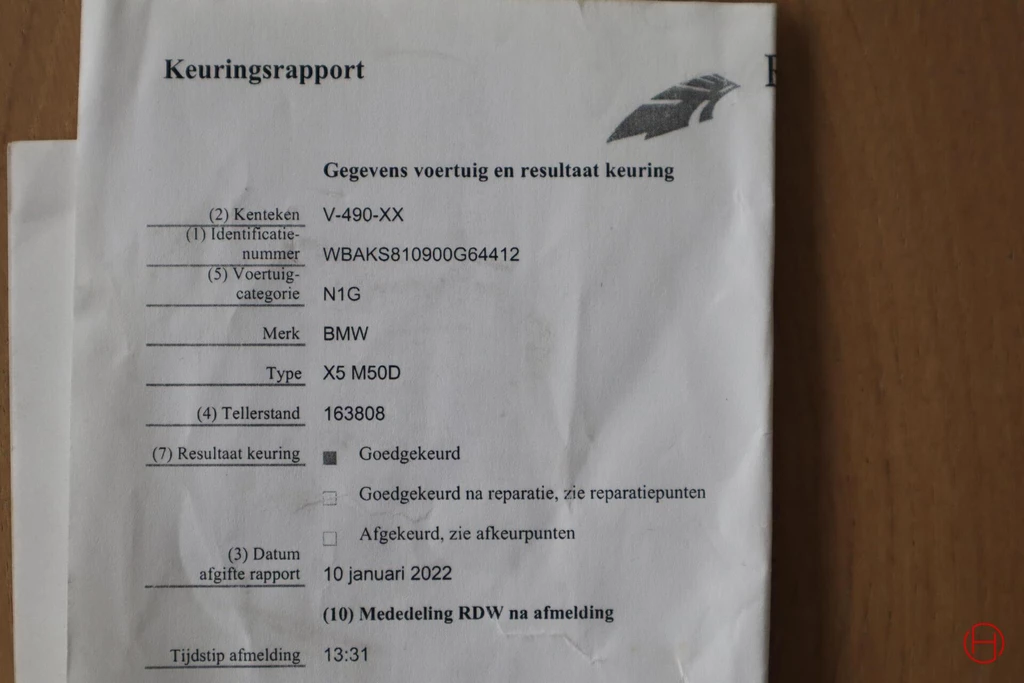 Keuringsrapport
Gegevens voertuig en resultaat keuring
(2) Kenteken V-490-XX
(1) Identificatie-
nummer WBAKS810900G64412
(5) Voertuig-
categorie N1G
Merk BMW
Type X5 M50D
(4) Tellerstand 163808
(7) Resultaat keuring Goedgekeurd
Goedgekeurd na reparatie, zie reparatiepunten
Afgekeurd, zie afkeurpunten
(3) Datum
afgifte rapport 10 januari 2022
(10) Mededeling RDW na afmelding
Tijdstip afmelding 13:31